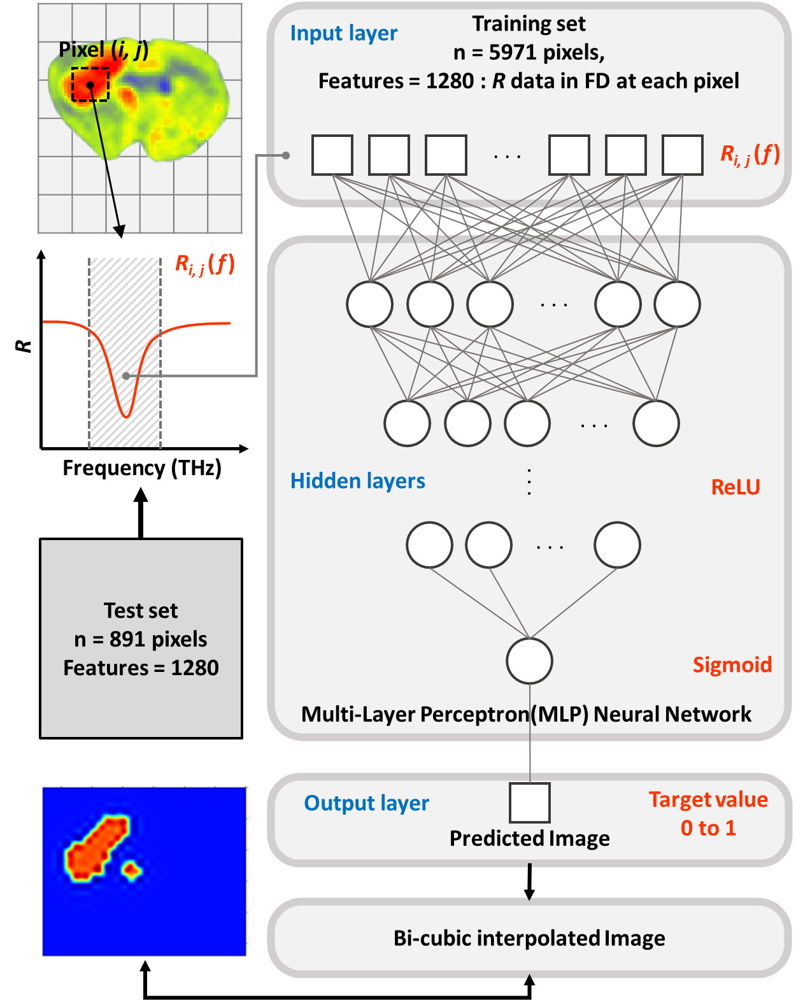 Pixel (i, j)
R i, j (f)
R
Frequency (THz)
Test set
n = 891 pixels
Features = 1280
Input layer
Training set
n = 5971 pixels,
Features = 1280 : R data in FD at each pixel
. . .
R i, j (f)
. . .
. . .
Hidden layers
ReLU
. . .
Sigmoid
Multi-Layer Perceptron(MLP) Neural Network
Output layer
Target value
0 to 1
Predicted Image
Bi-cubic interpolated Image